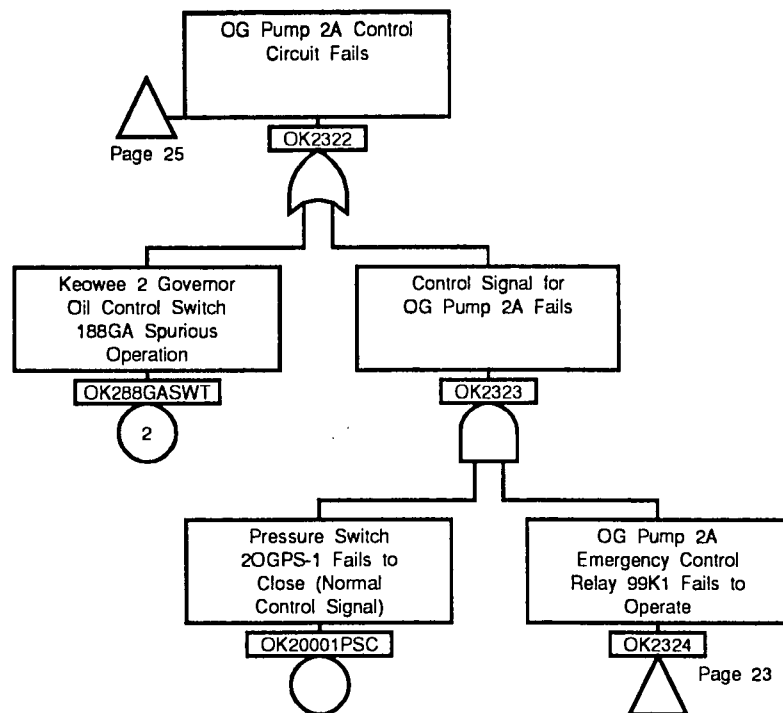 OG Pump 2A Control
Circuit Fails
Page 25
OK2322
Keowee 2 Governor
Oil Control Switch
188GA Spurious
Operation
OK288GASWT
2
Control Signal for
OG Pump 2A Fails
OK2323
Pressure Switch
2OGPS-1 Fails to
Close (Normal
Control Signal)
OK20001PSC
OG Pump 2A
Emergency Control
Relay 99K1 Fails to
Operate
OK2324
Page 23